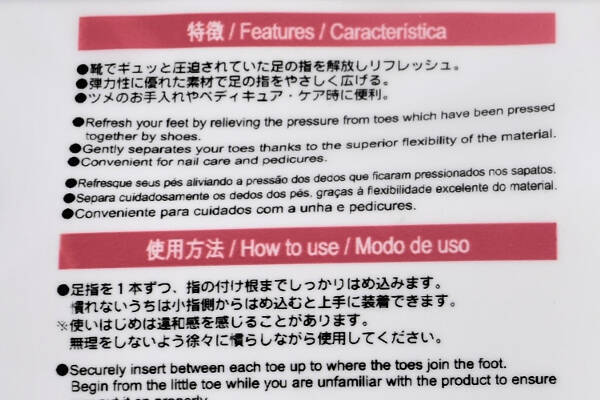 特徴 / Features / Característica
●靴でギュッと圧迫されていた足の指を解放しリフレッシュ。
●弾力性に優れた素材で足の指をやさしく広げる。
●ツメのお手入れやペディキュア・ケア時に便利。
●Refresh your feet by relieving the pressure from toes which have been pressed
together by shoes.
●Gently separates your toes thanks to the superior flexibility of the material.
●Convenient for nail care and pedicures.
●Refresque seus pés aliviando a pressão dos dedos que ficaram pressionados nos sapatos.
●Separa cuidadosamente os dedos dos pés, graças à flexibilidade excelente do material.
●Conveniente para cuidados com a unha e pedicures.
使用方法 / How to use / Modo de uso
●足指を1本ずつ、指の付け根までしっかりはめ込みます。
慣れないうちは小指側からはめ込むと上手に装着できます。
※使いはじめは違和感を感じることがあります。
無理をしないよう徐々に慣らしながら使用してください。
●Securely insert between each toe up to where the toes join the foot.
Begin from the little toe while you are unfamiliar with the product to ensure